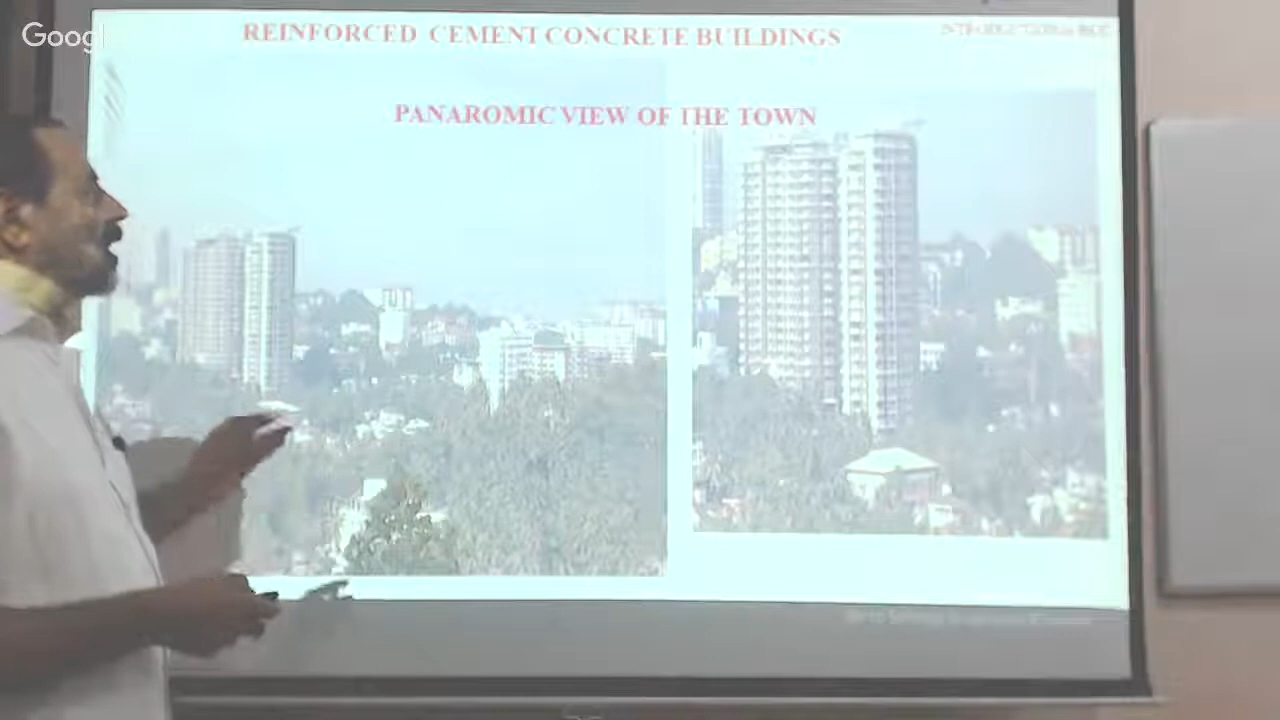 Googl
REINFORCED CEMENT CONCRETE BUILDINGS
PANAROMIC VIEW OF THE TOWN